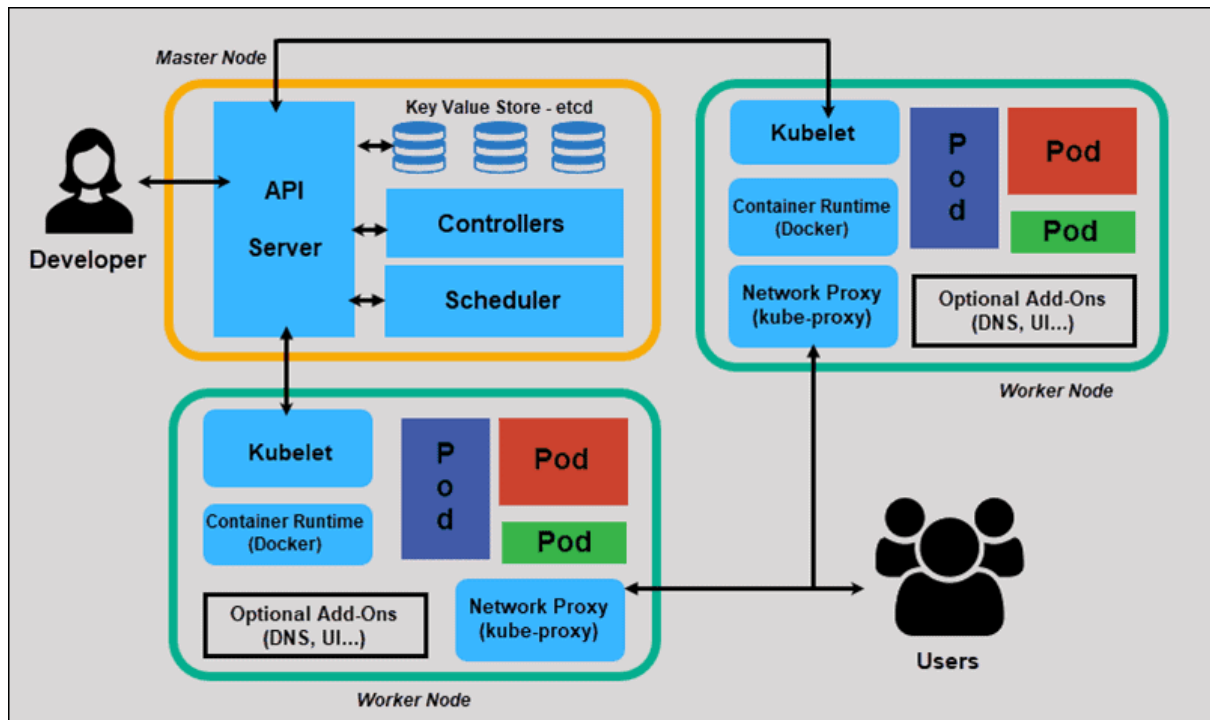 Master Node
Key Value Store - etcd
API
Server
Controllers
Scheduler
Developer
Kubelet
Container Runtime
(Docker)
Network Proxy
(kube-proxy)
P
o
d
Pod
Pod
Optional Add-Ons
(DNS, UI...)
Worker Node
Kubelet
Container Runtime
(Docker)
P
o
d
Pod
Pod
Optional Add-Ons
(DNS, UI...)
Network Proxy
(kube-proxy)
Worker Node
Users